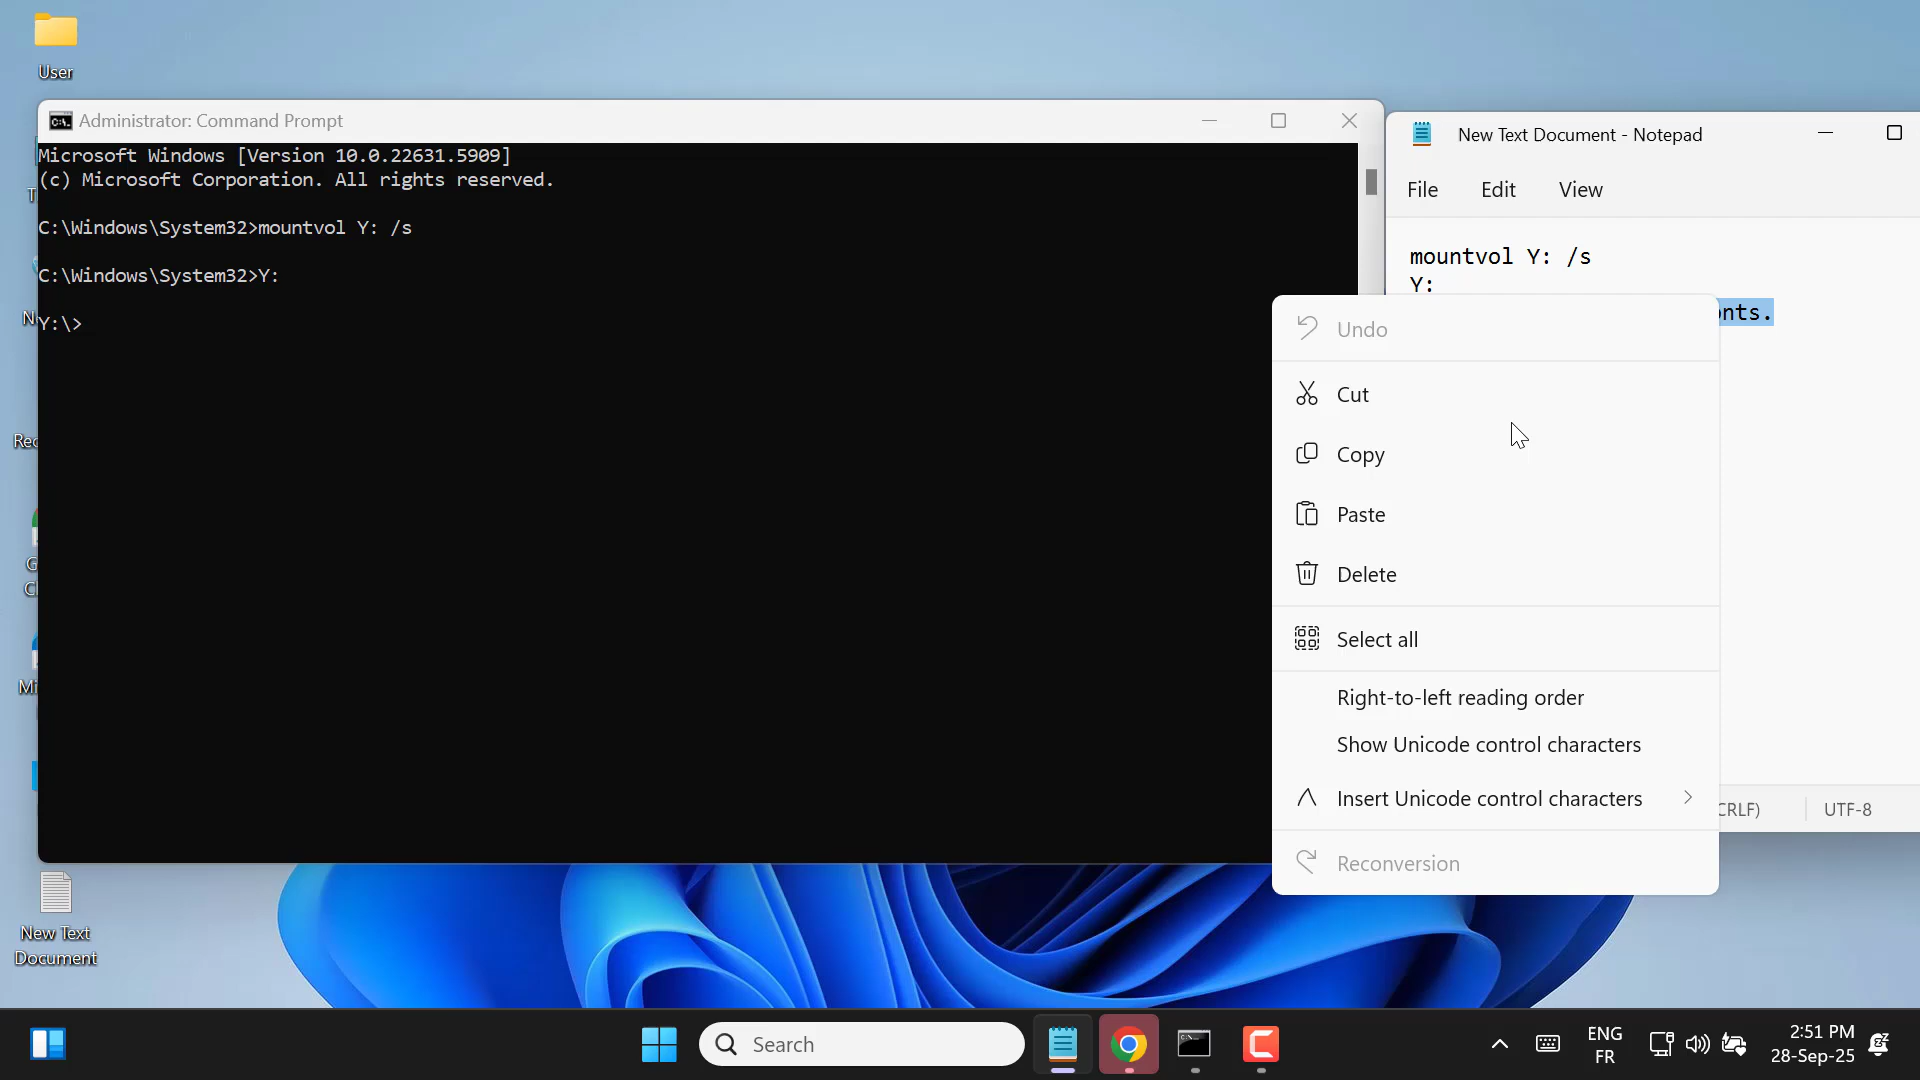 User
Administrator: Command Prompt
Microsoft Windows [Version 10.0.22631.5909]
(c) Microsoft Corporation. All rights reserved.
C:\Windows\System32>mountvol Y: /s
C:\Windows\System32>Y:
Y:\>
New Text Document - Notepad
File Edit View
mountvol Y: /s
Y:
onts.
Undo
Cut
Copy
Paste
Delete
Select all
Right-to-left reading order
Show Unicode control characters
Insert Unicode control characters
Reconversion
CRLF) UTF-8
New Text
Document
Search
ENG
FR
2:51 PM
28-Sep-25